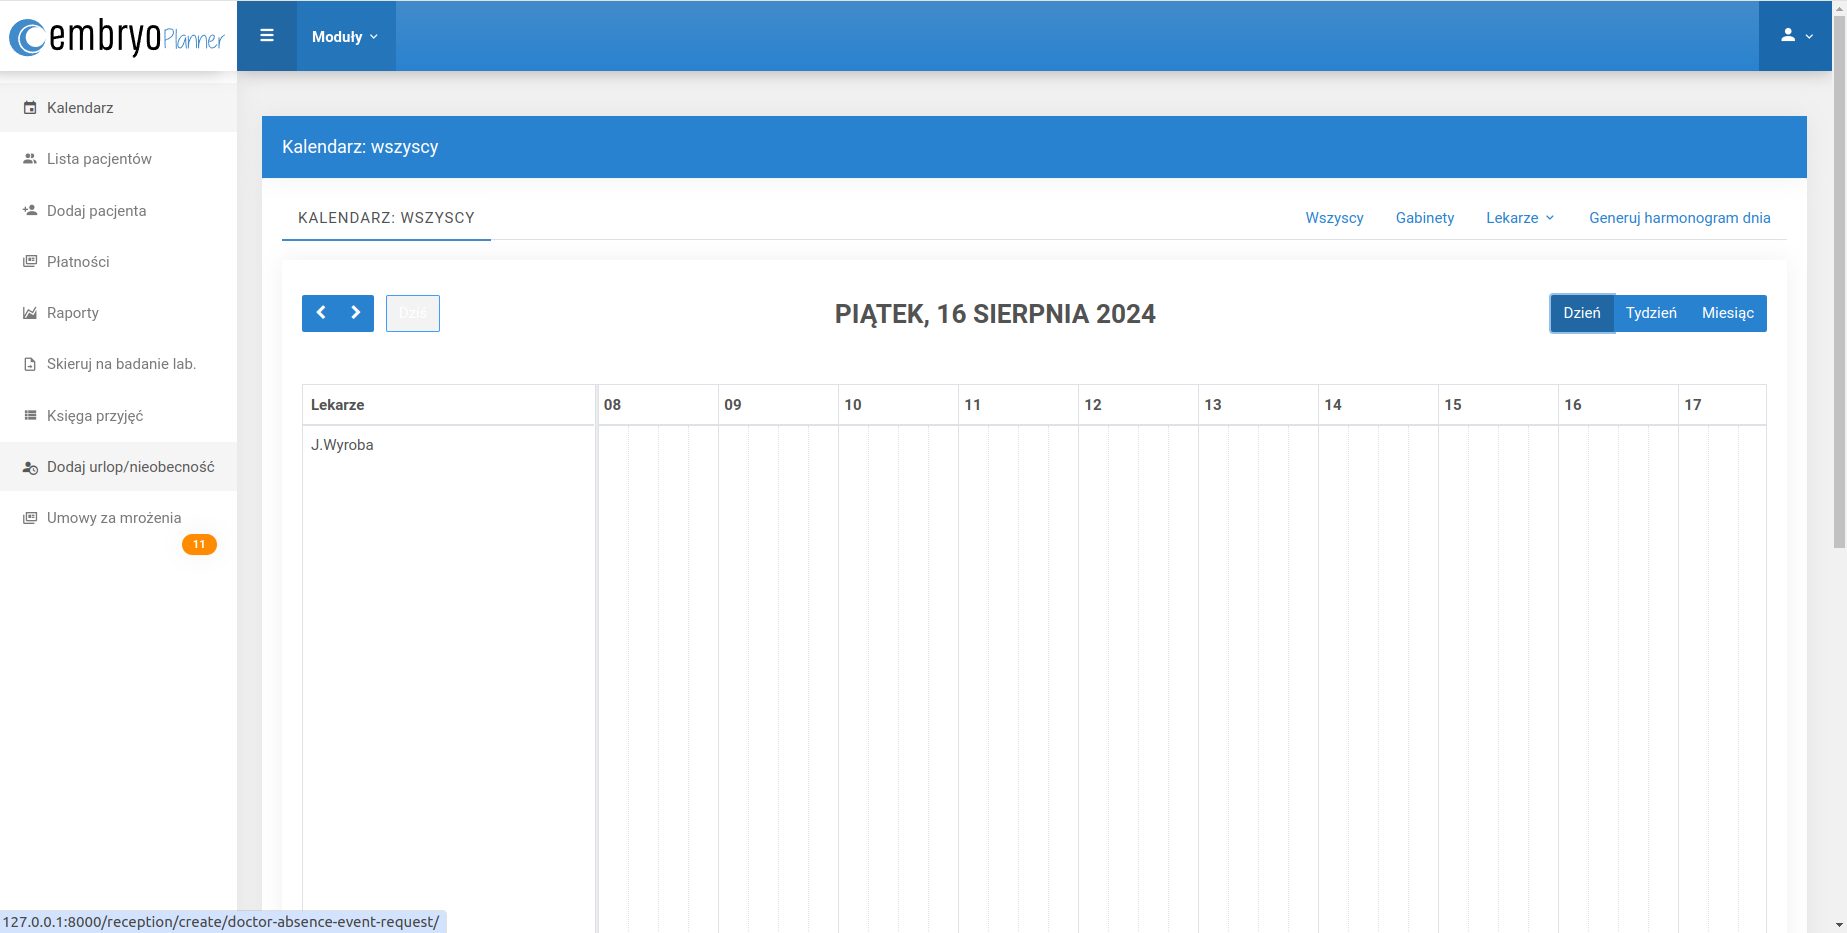 embryoPlanner
Moduły
Kalendarz
Lista pacjentów
Dodaj pacjenta
Płatności
Raporty
Skieruj na badanie lab.
Księga przyjęć
Dodaj urlop/nieobecność
Umowy za mrożenia
11
Kalendarz: wszyscy
KALENDARZ: WSZYSCY
Wszyscy Gabinety Lekarze Generuj harmonogram dnia
Dziś
PIĄTEK, 16 SIERPNIA 2024
Dzień Tydzień Miesiąc
Lekarze 08 09 10 11 12 13 14 15 16 17
J.Wyroba
127.0.0.1:8000/reception/create/doctor-absence-event-request/